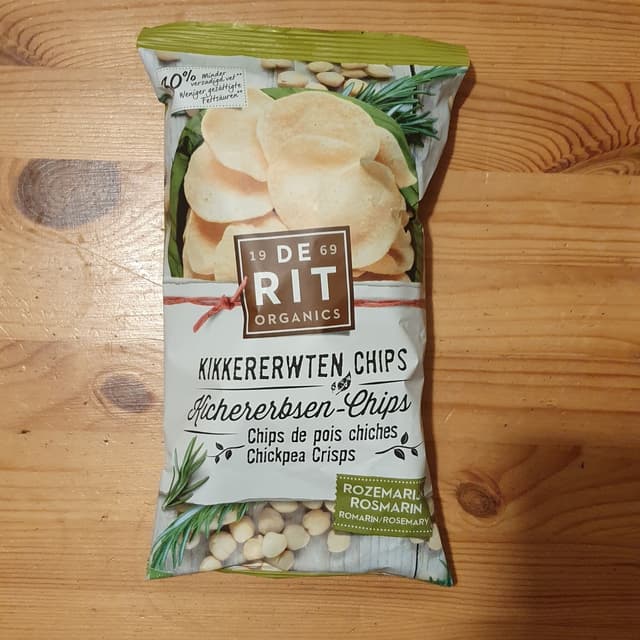 40% Minder
verzadigd vet**
Weniger gesättigte
Fettsäuren**
19 DE 69
RIT
ORGANICS
KIKKERERWTEN CHIPS
Kichererbsen-Chips
Chips de pois chiches
Chickpea Crisps
ROZEMARIJN
ROSMARIN
ROMARIN/ROSEMARY